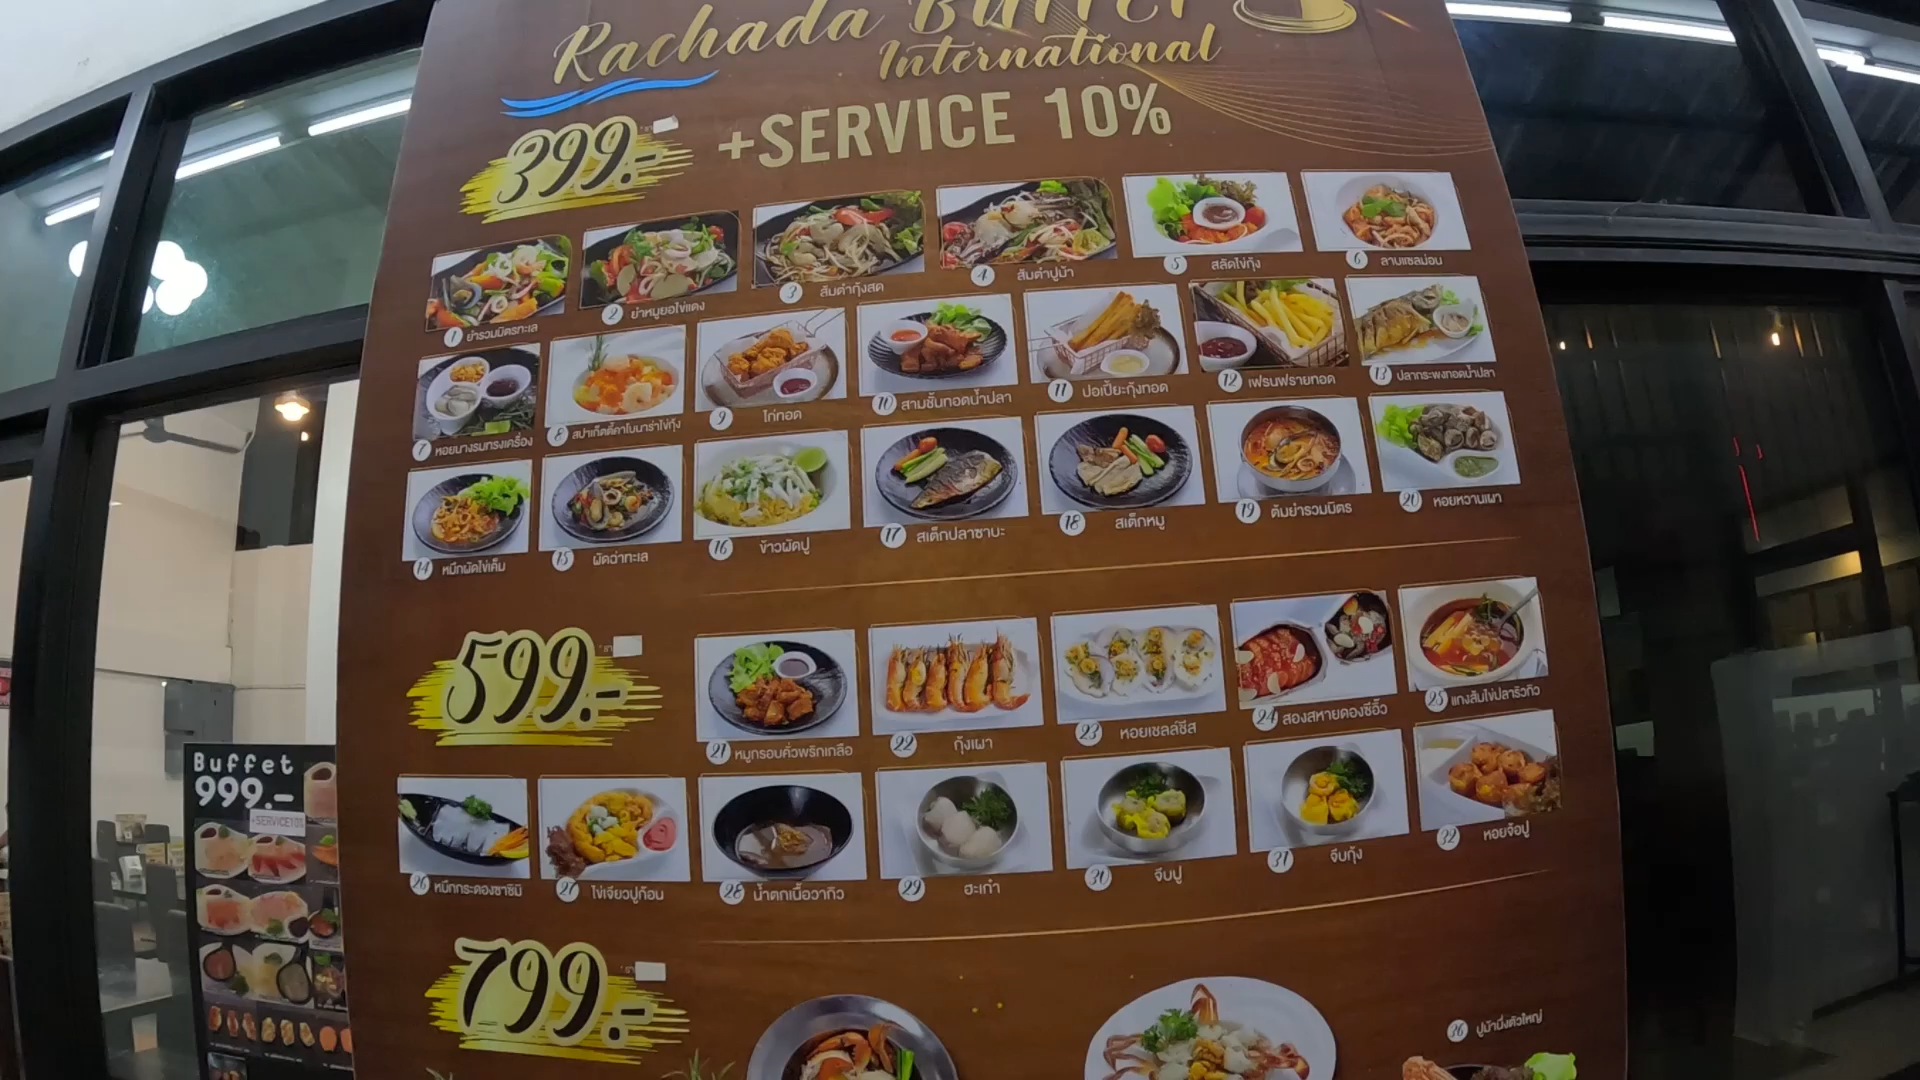 Rachada Buffet
International
399.- +SERVICE 10%
1 ยำรวมมิตรทะเล
2 ยำหมูยอไข่แดง
3 ส้มตำกุ้งสด
4 ส้มตำปูม้า
5 สลัดไข่กุ้ง
6 ลาบแซลม่อน
7 หอยนางรมทรงเครื่อง
8 สปาเก็ตตี้คาโบนาร่าไข่กุ้ง
9 ไก่ทอด
10 สามชั้นทอดน้ำปลา
11 ปอเปี๊ยะกุ้งทอด
12 เฟรนฟรายทอด
13 ปลากระพงทอดน้ำปลา
14 หมึกผัดไข่เค็ม
15 ผัดฉ่าทะเล
16 ข้าวผัดปู
17 สเต็กปลาซาบะ
18 สเต็กหมู
19 ต้มยำรวมมิตร
20 หอยหวานเผา
599.-
21 หมูกรอบคั่วพริกเกลือ
22 กุ้งเผา
23 หอยเชลล์ชีส
24 สองสหายดองซีอิ๊ว
25 แกงส้มไข่ปลาริวกิว
26 หมึกกระดองซาชิมิ
27 ไข่เจียวปูก้อน
28 น้ำตกเนื้อวากิว
29 ฮะเก๋า
30 จีบปู
31 จีบกุ้ง
32 หอยจ้อปู
799.-
36 ปูม้านึ่งตัวใหญ่
Buffet
999.-
+SERVICE10%